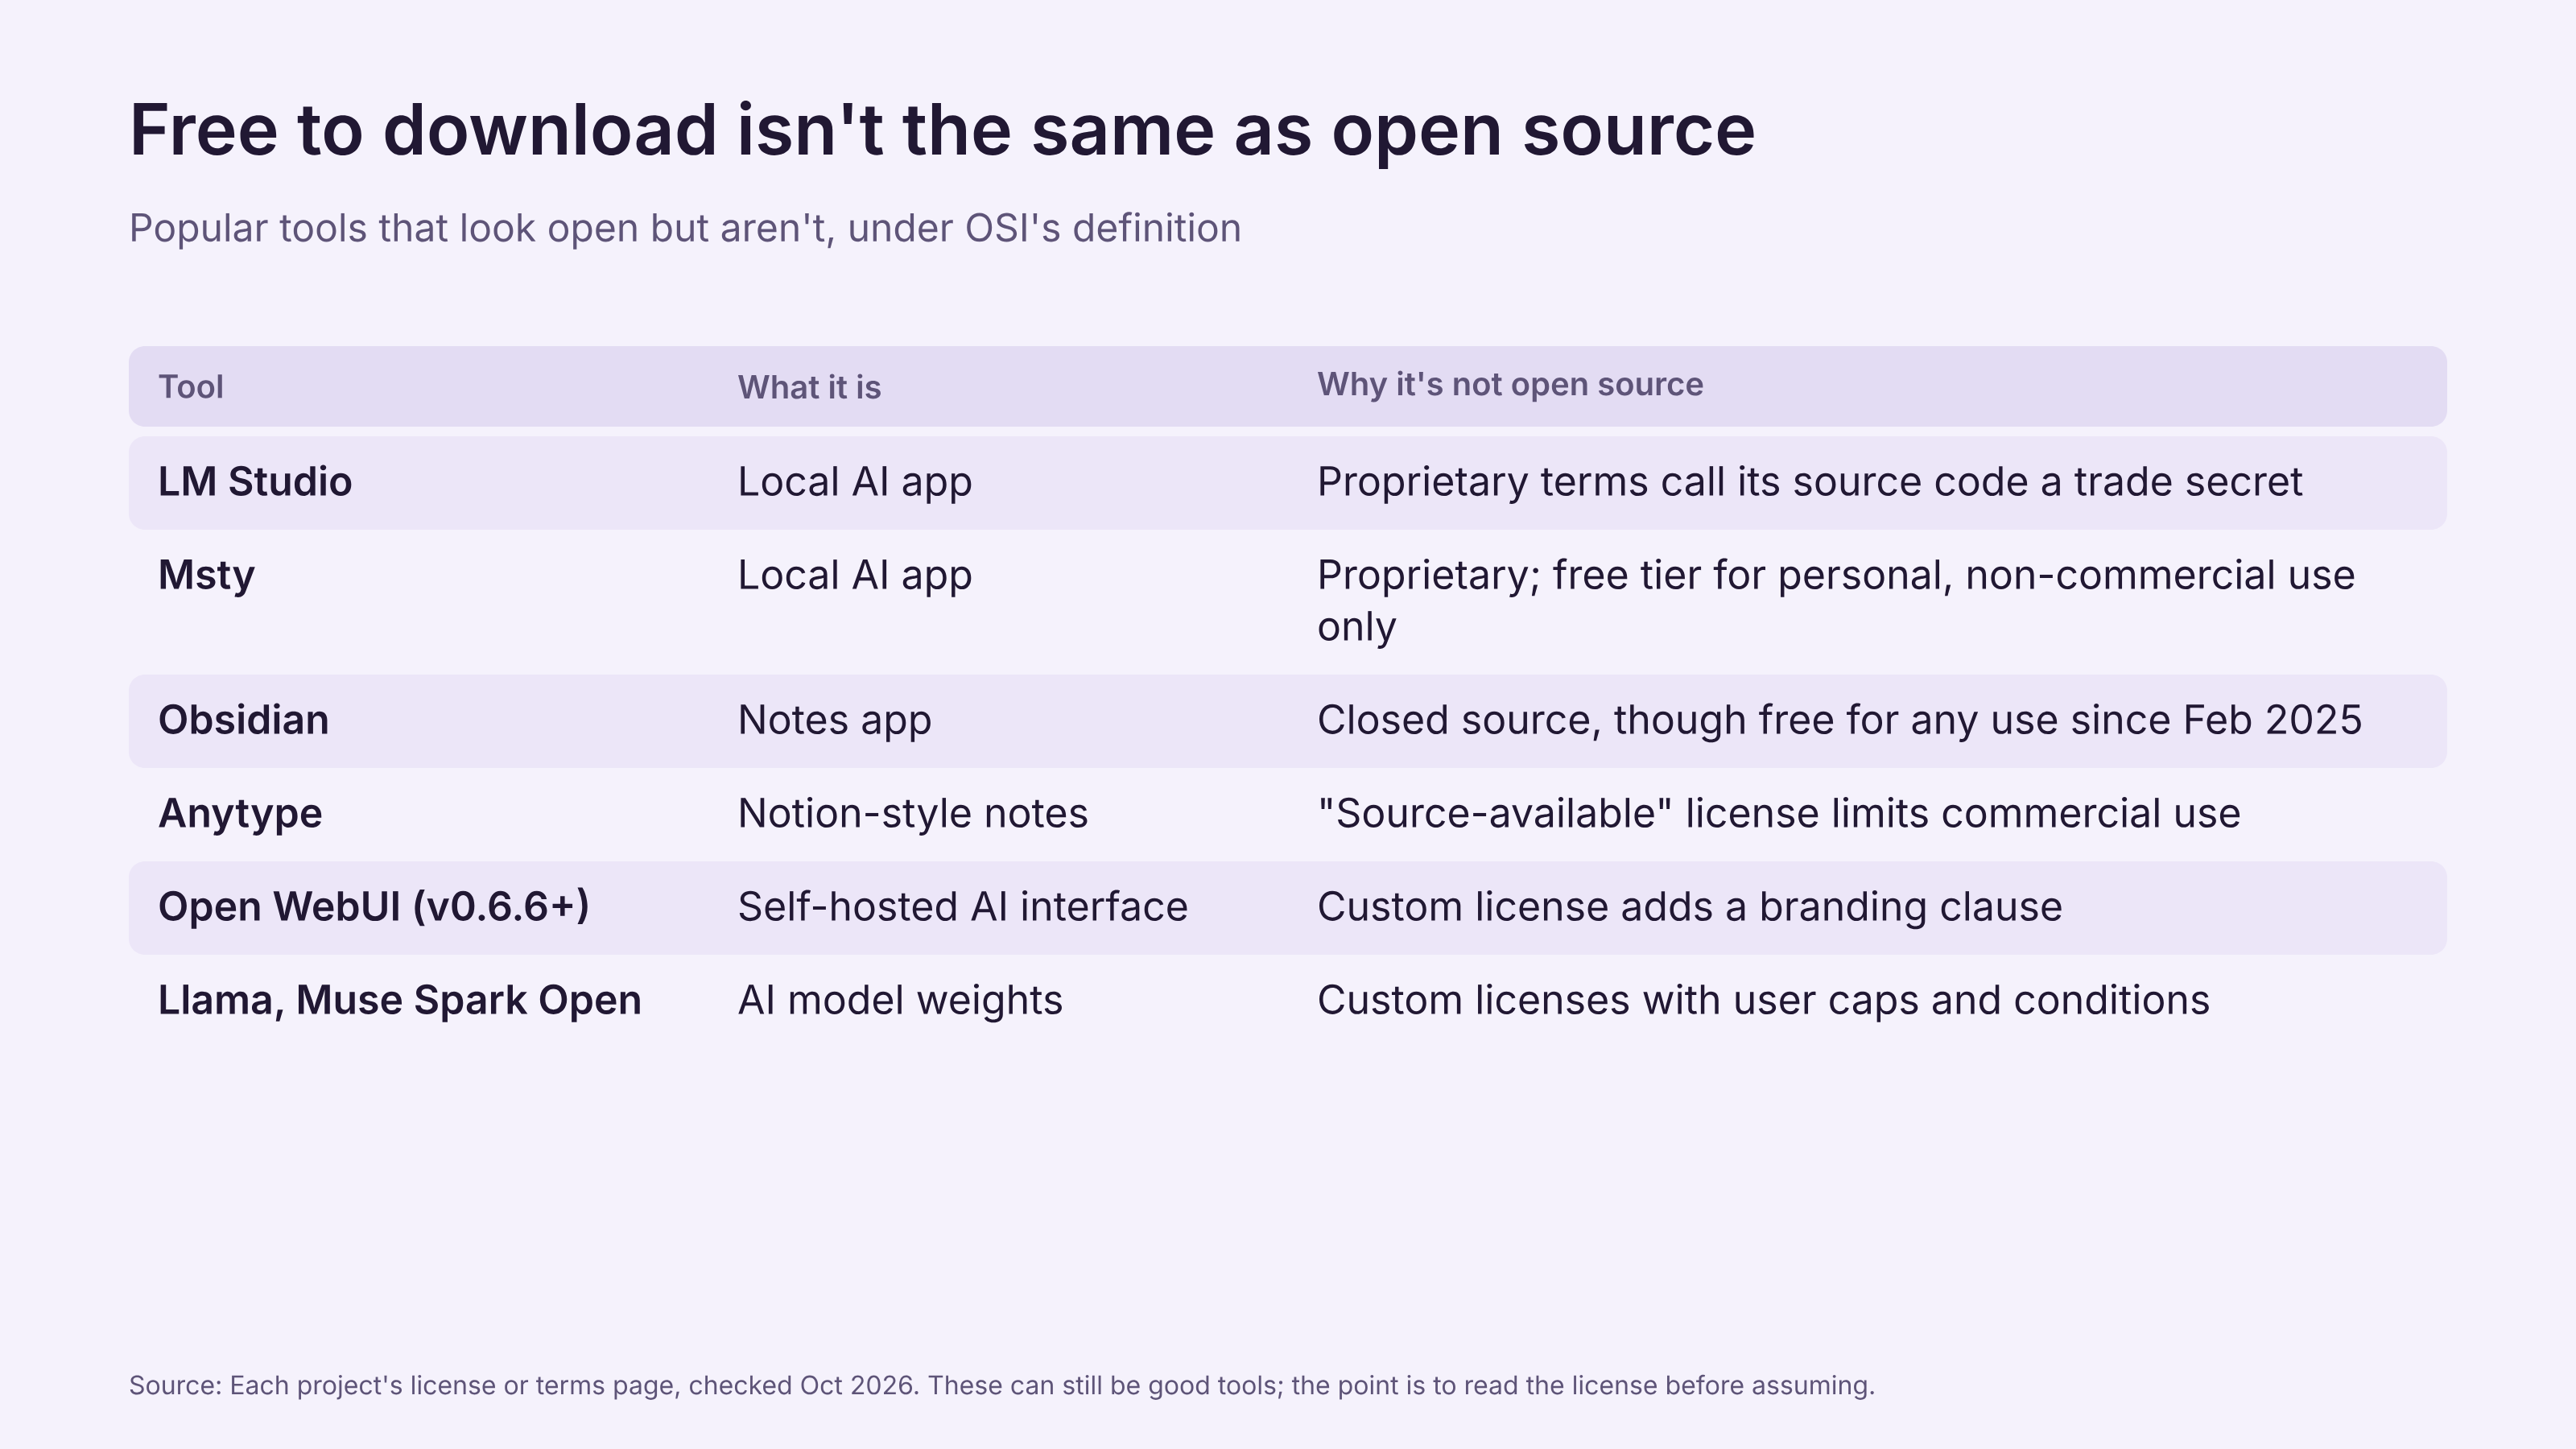 Free to download isn't the same as open source
Popular tools that look open but aren't, under OSI's definition
Tool What it is Why it's not open source
LM Studio Local AI app Proprietary terms call its source code a trade secret
Msty Local AI app Proprietary; free tier for personal, non-commercial use
only
Obsidian Notes app Closed source, though free for any use since Feb 2025
Anytype Notion-style notes "Source-available" license limits commercial use
Open WebUI (v0.6.6+) Self-hosted AI interface Custom license adds a branding clause
Llama, Muse Spark Open AI model weights Custom licenses with user caps and conditions
Source: Each project's license or terms page, checked Oct 2026. These can still be good tools; the point is to read the license before assuming.